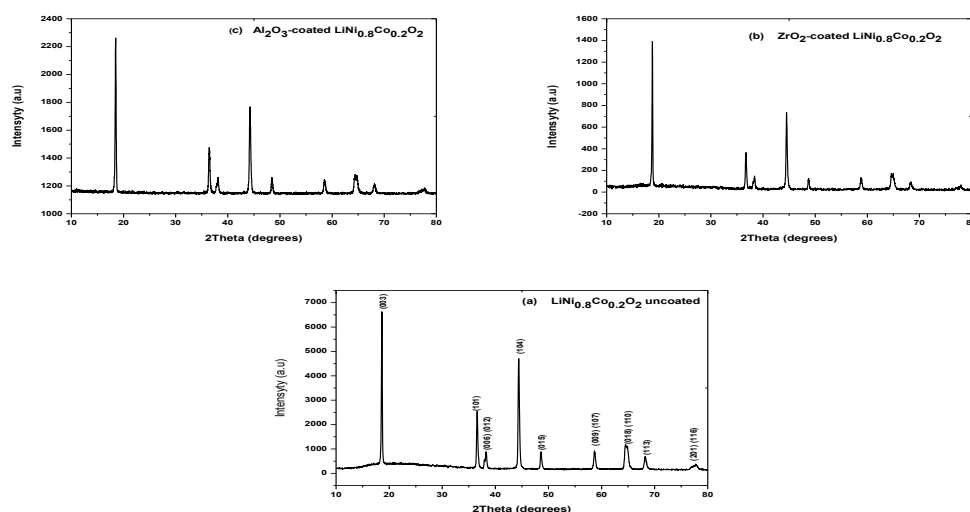 (c) Al2O3-coated LiNi0.8Co0.2O2
2400
2200
2000
1800
1600
1400
1200
1000
Intensyty (a.u)
10 20 30 40 50 60 70 80
2Theta (degrees)
(b) ZrO2-coated LiNi0.8Co0.2O2
1600
1400
1200
1000
800
600
400
200
0
-200
Intensyty (a.u)
10 20 30 40 50 60 70 80
2Theta (degrees)
(a) LiNi0.8Co0.2O2 uncoated
7000
6000
5000
4000
3000
2000
1000
0
Intensyty (a.u)
(003)
(101)
(006) (012)
(104)
(015)
(009) (107)
(018) (110)
(113)
(201) (116)
10 20 30 40 50 60 70 80
2Theta (degrees)